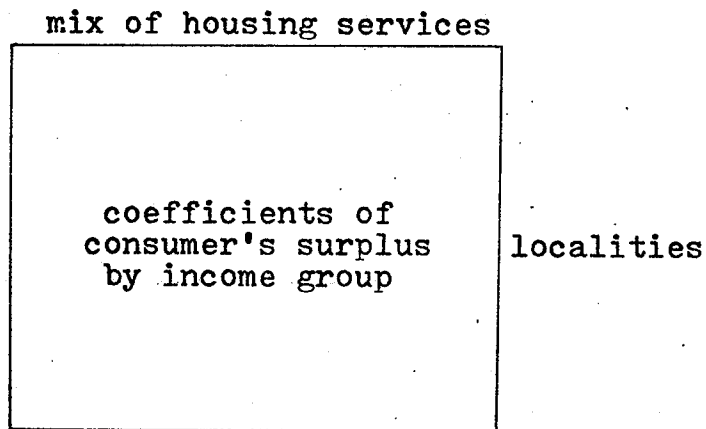 mix of housing services
coefficients of
consumer's surplus
by income group
localities